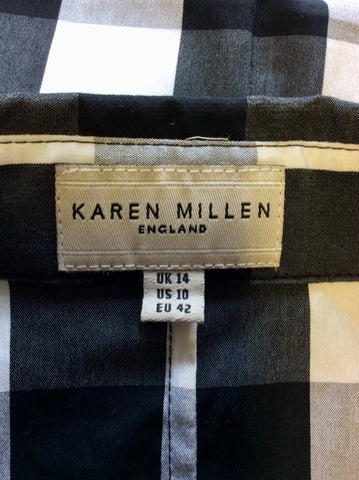 KAREN MILLEN
ENGLAND
UK 14
US 10
EU 42